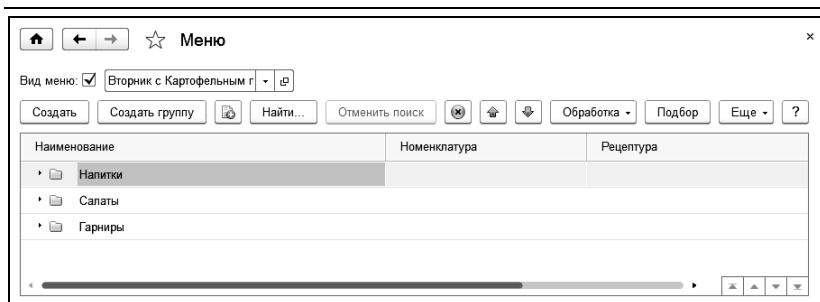 Меню
Вид меню: Вторник с Картофельным г
Создать Создать группу Найти... Отменить поиск Обработка Подбор Еще ?
Наименование Номенклатура Рецептура
Напитки
Салаты
Гарниры